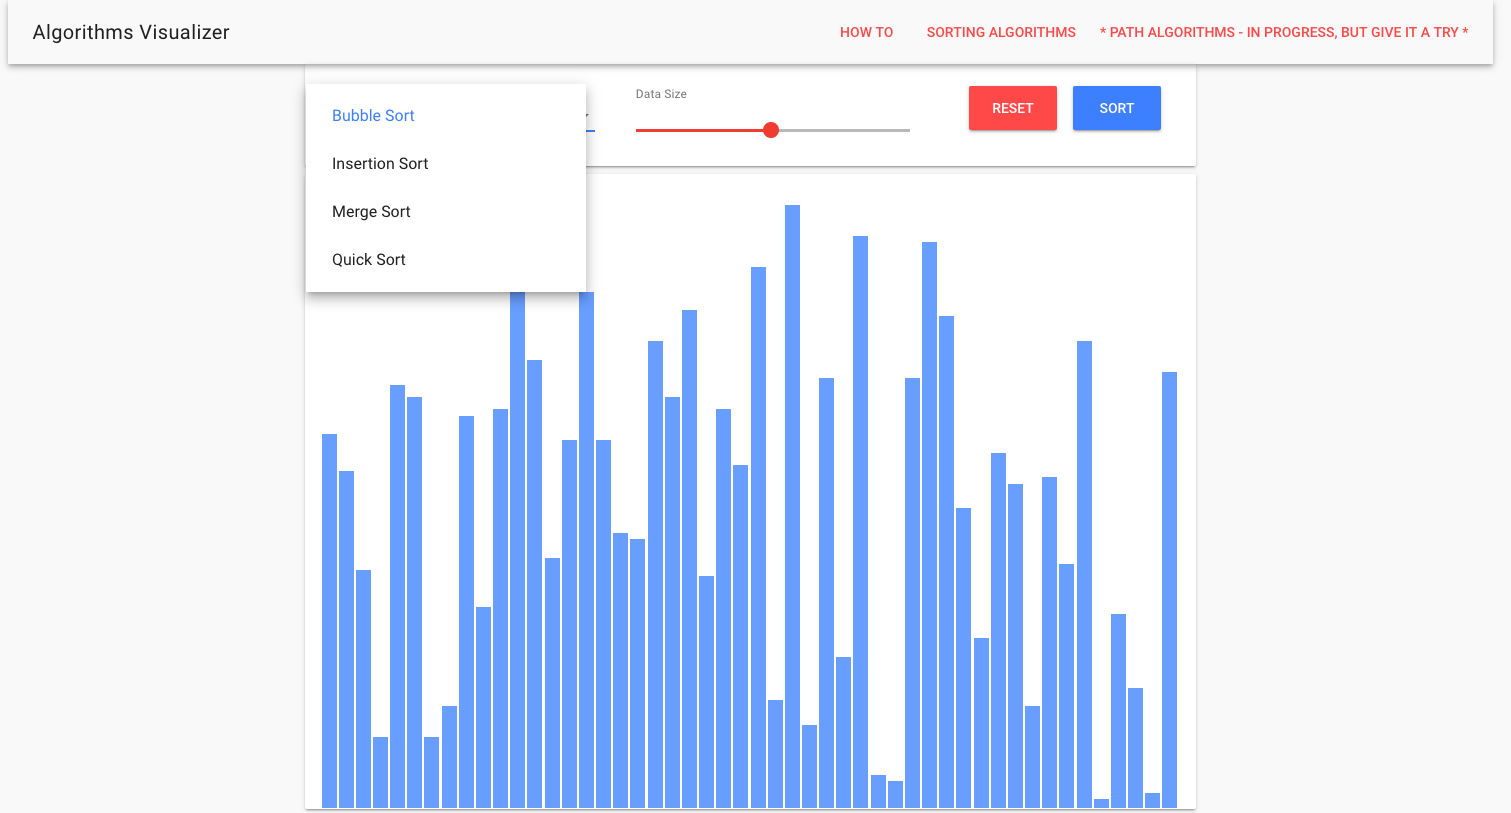 Algorithms Visualizer
HOW TO
SORTING ALGORITHMS
* PATH ALGORITHMS - IN PROGRESS, BUT GIVE IT A TRY *
Bubble Sort
Insertion Sort
Merge Sort
Quick Sort
Data Size
RESET
SORT